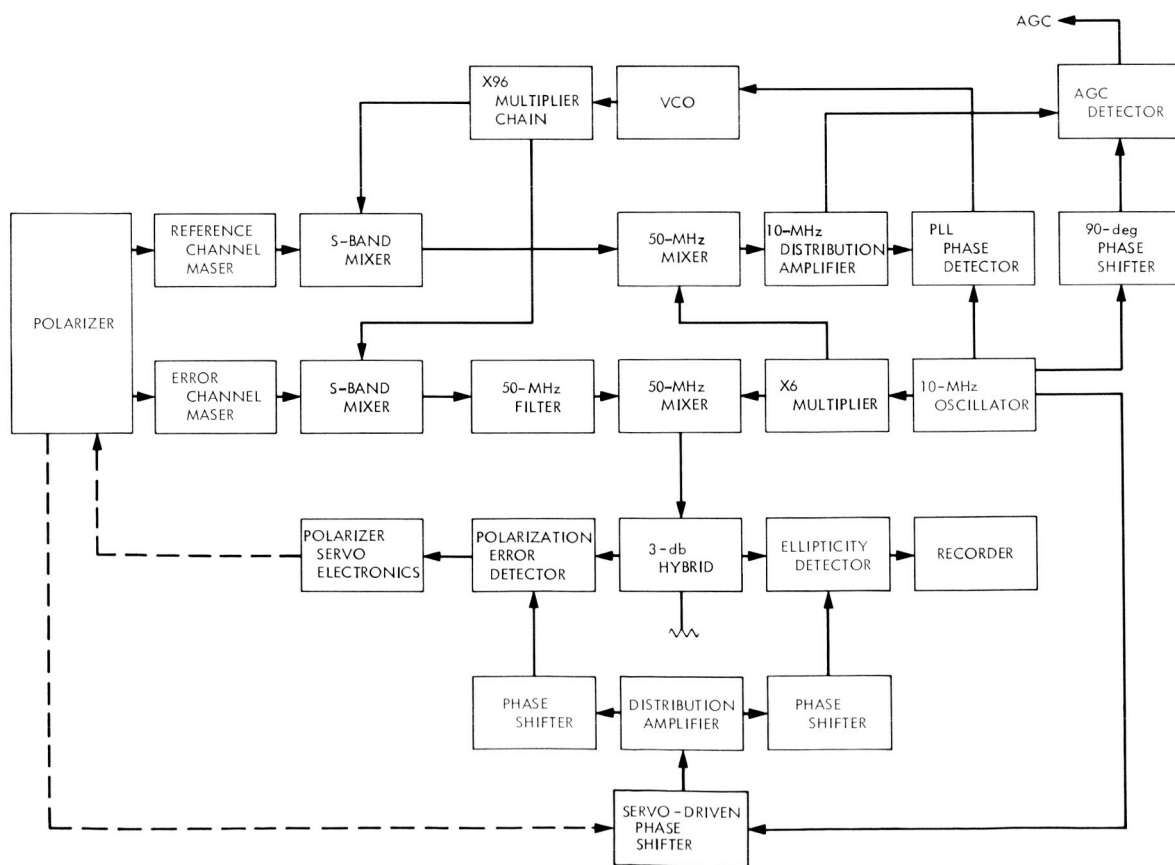 AGC
X96
MULTIPLIER
CHAIN
VCO
AGC
DETECTOR
POLARIZER
REFERENCE
CHANNEL
MASER
S-BAND
MIXER
50-MHz
MIXER
10-MHz
DISTRIBUTION
AMPLIFIER
PLL
PHASE
DETECTOR
90-deg
PHASE
SHIFTER
ERROR
CHANNEL
MASER
S-BAND
MIXER
50-MHz
FILTER
50-MHz
MIXER
X6
MULTIPLIER
10-MHz
OSCILLATOR
POLARIZER
SERVO
ELECTRONICS
POLARIZATION
ERROR
DETECTOR
3-db
HYBRID
ELLIPTICITY
DETECTOR
RECORDER
PHASE
SHIFTER
DISTRIBUTION
AMPLIFIER
PHASE
SHIFTER
SERVO-DRIVEN
PHASE
SHIFTER